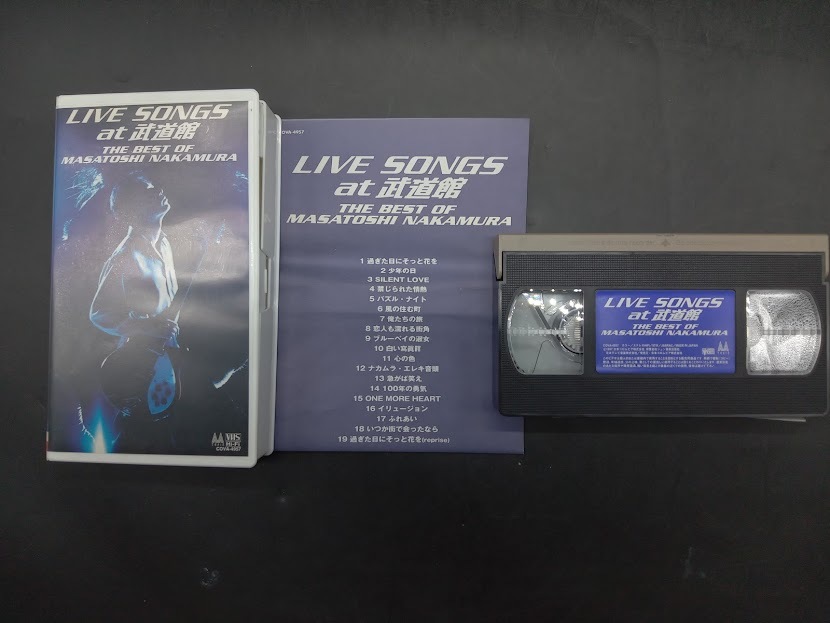 LIVE SONGS
at 武道館
THE BEST OF
MASATOSHI NAKAMURA
VHS
HI-FI
COVA-4957
COVA-4957
LIVE SONGS
at 武道館
THE BEST OF
MASATOSHI NAKAMURA
1 過ぎた日にそっと花を
2 少年の日
3 SILENT LOVE
4 禁じられた情熱
5 パズル・ナイト
6 風の住む町
7 俺たちの旅
8 恋人も濡れる街角
9 ブルーベイの淑女
10 白い寫眞館
11 心の色
12 ナカムラ・エレキ音頭
13 急がば笑え
14 100年の勇気
15 ONE MORE HEART
16 イリュージョン
17 ふれあい
18 いつか街で会ったなら
19 過ぎた日にそっと花を(reprise)
LIVE SONGS
at 武道館
THE BEST OF
MASATOSHI NAKAMURA